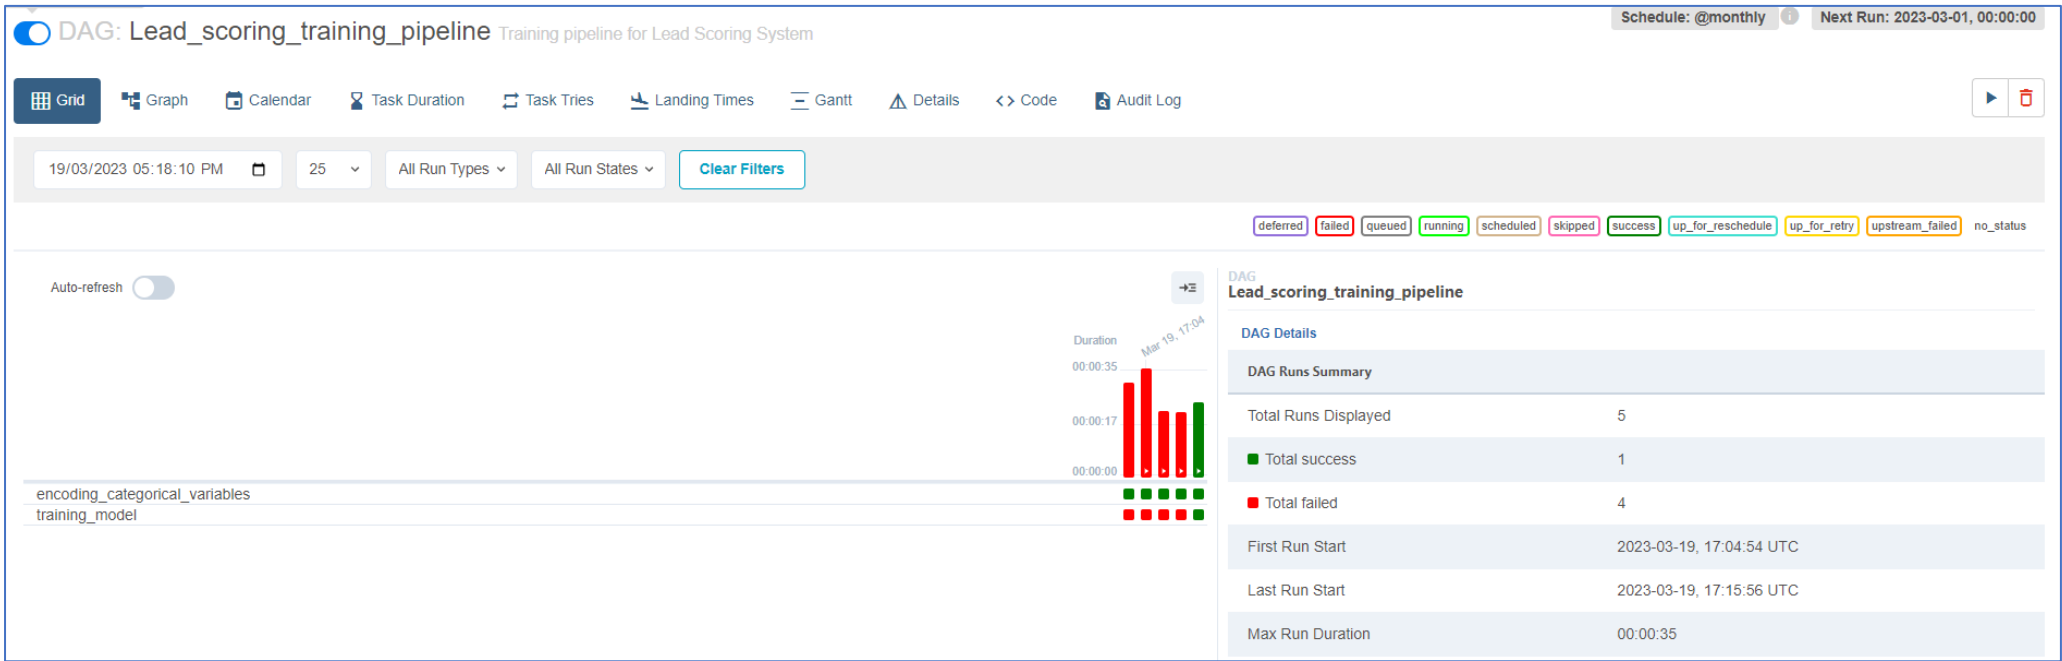 DAG: Lead_scoring_training_pipeline Training pipeline for Lead Scoring System
Schedule: @monthly Next Run: 2023-03-01, 00:00:00
Grid Graph Calendar Task Duration Task Tries Landing Times Gantt Details Code Audit Log
19/03/2023 05:18:10 PM 25 All Run Types All Run States Clear Filters
deferred failed queued running scheduled skipped success up_for_reschedule up_for_retry upstream_failed no_status
Auto-refresh
Duration
Mar 19, 17:04
00:00:35
00:00:17
00:00:00
encoding_categorical_variables
training_model
DAG
Lead_scoring_training_pipeline
DAG Details
DAG Runs Summary
Total Runs Displayed 5
Total success 1
Total failed 4
First Run Start 2023-03-19, 17:04:54 UTC
Last Run Start 2023-03-19, 17:15:56 UTC
Max Run Duration 00:00:35